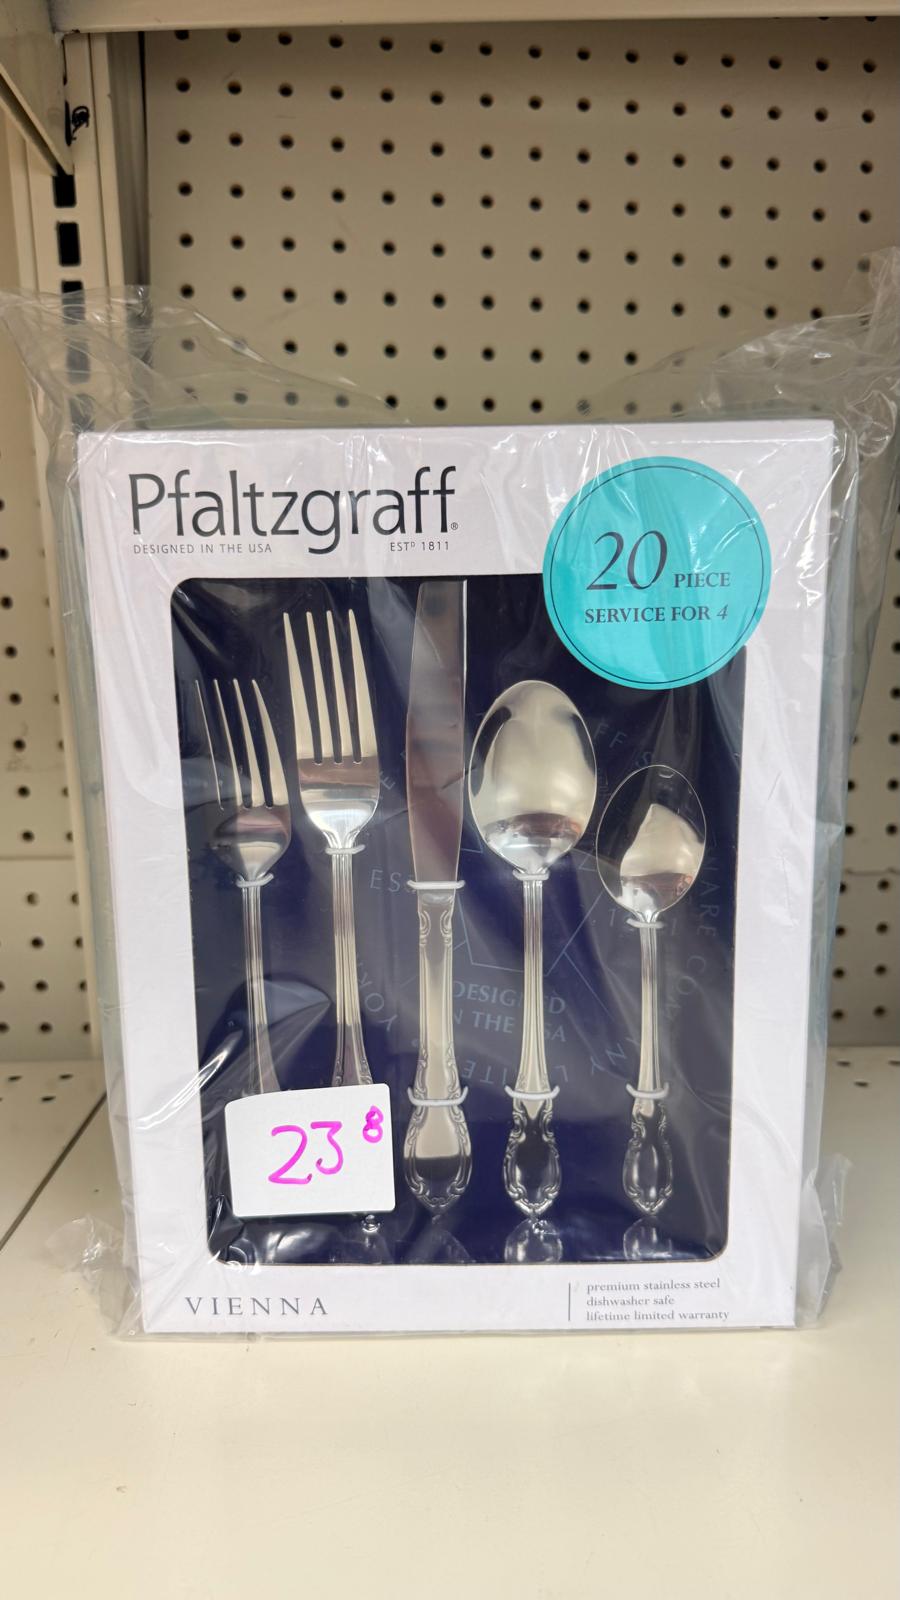 Pfaltzgraff®
DESIGNED IN THE USA ESTᴰ 1811
20 PIECE
SERVICE FOR 4
DESIGNED
IN THE USA
23 8
VIENNA
premium stainless steel
dishwasher safe
lifetime limited warranty